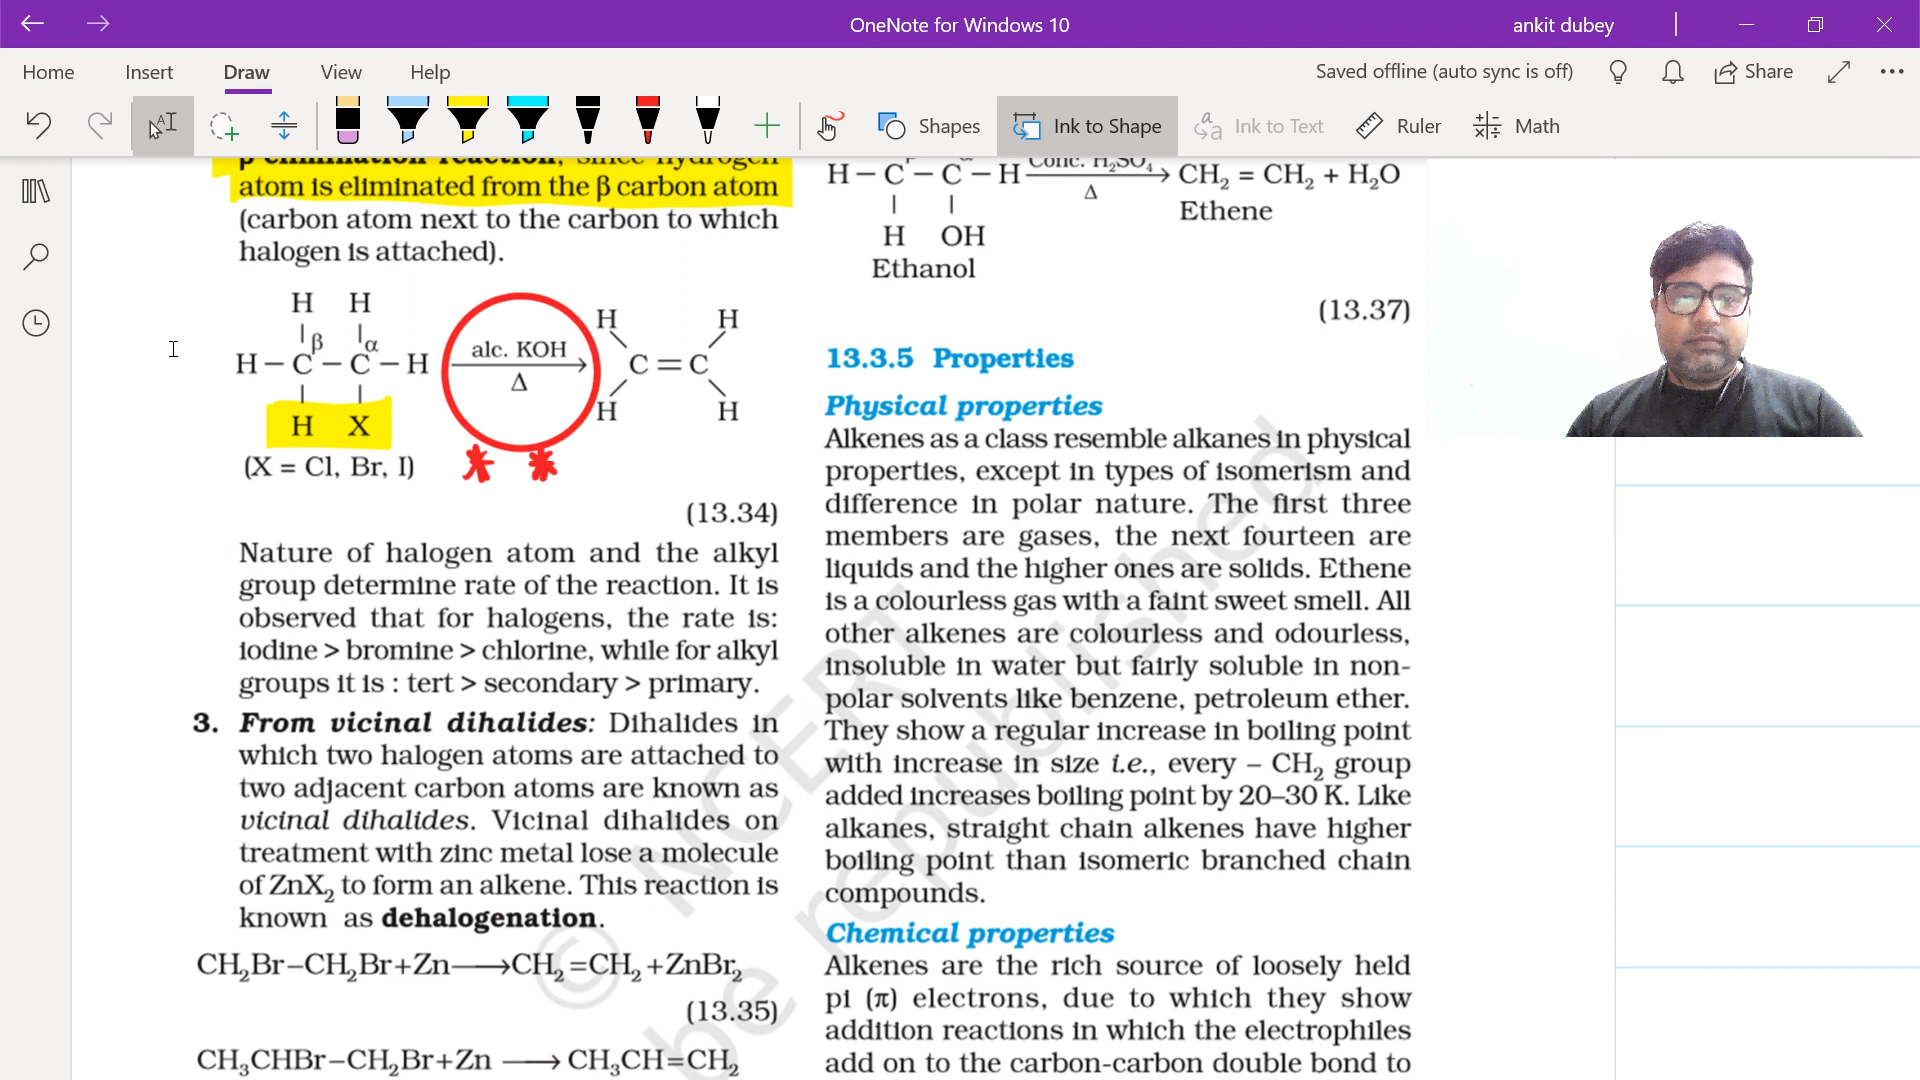 OneNote for Windows 10
ankit dubey
Home Insert Draw View Help
Saved offline (auto sync is off)
Share
Shapes
Ink to Shape
Ink to Text
Ruler
Math
β-elimination reaction, since hydrogen
atom is eliminated from the β carbon atom
(carbon atom next to the carbon to which
halogen is attached).
H H
| β | α
H – C – C – H
| |
H X
(X = Cl, Br, I)
alc. KOH
Δ
H H
C = C
H H
(13.34)
Nature of halogen atom and the alkyl
group determine rate of the reaction. It is
observed that for halogens, the rate is:
iodine > bromine > chlorine, while for alkyl
groups it is : tert > secondary > primary.
3. From vicinal dihalides: Dihalides in
which two halogen atoms are attached to
two adjacent carbon atoms are known as
vicinal dihalides. Vicinal dihalides on
treatment with zinc metal lose a molecule
of ZnX₂ to form an alkene. This reaction is
known as dehalogenation.
CH₂Br–CH₂Br+Zn⟶CH₂=CH₂+ZnBr₂
(13.35)
CH₃CHBr–CH₂Br+Zn ⟶ CH₃CH=CH₂
H – C – C – H Conc. H₂SO₄ → CH₂ = CH₂ + H₂O
Δ
| |
Ethene
H OH
Ethanol
(13.37)
13.3.5 Properties
Physical properties
Alkenes as a class resemble alkanes in physical
properties, except in types of isomerism and
difference in polar nature. The first three
members are gases, the next fourteen are
liquids and the higher ones are solids. Ethene
is a colourless gas with a faint sweet smell. All
other alkenes are colourless and odourless,
insoluble in water but fairly soluble in non-
polar solvents like benzene, petroleum ether.
They show a regular increase in boiling point
with increase in size i.e., every – CH₂ group
added increases boiling point by 20–30 K. Like
alkanes, straight chain alkenes have higher
boiling point than isomeric branched chain
compounds.
Chemical properties
Alkenes are the rich source of loosely held
pi (π) electrons, due to which they show
addition reactions in which the electrophiles
add on to the carbon-carbon double bond to
© NCERT
be republished